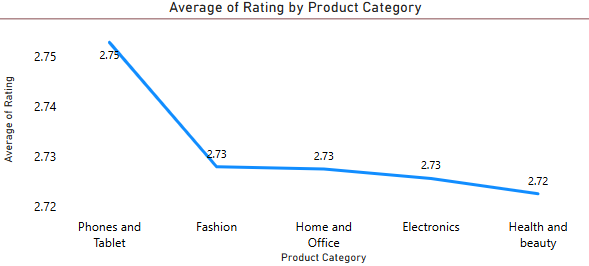 Average of Rating by Product Category
Average of Rating
2.75
2.74
2.73
2.72
2.75
2.73
2.73
2.73
2.72
Phones and
Tablet
Fashion
Home and
Office
Electronics
Health and
beauty
Product Category